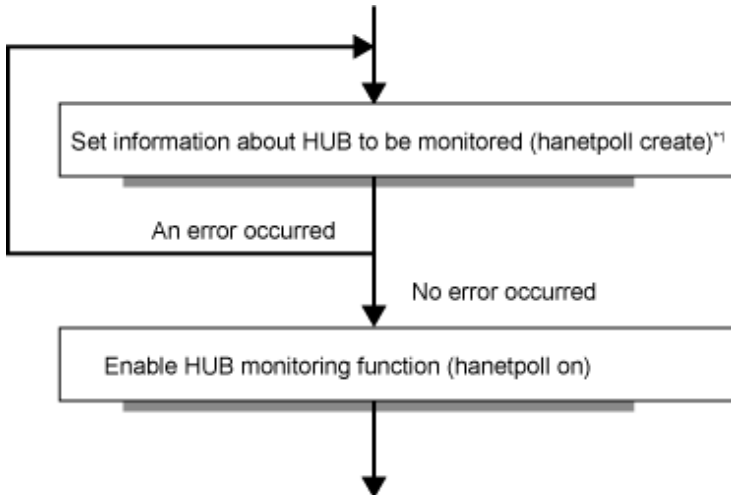 Set information about HUB to be monitored (hanetpoll create)*1
An error occurred
No error occurred
Enable HUB monitoring function (hanetpoll on)